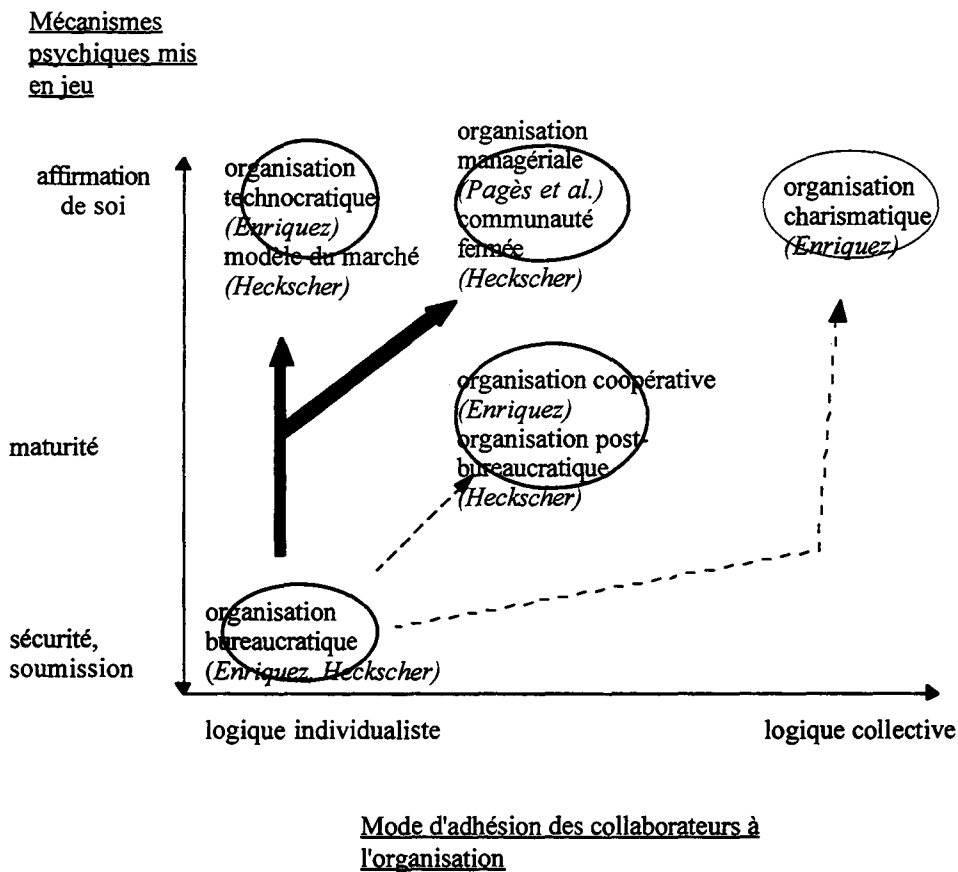 Mécanismes
psychiques mis
en jeu
affirmation
de soi
organisation
technocratique
(Enriquez)
modèle du marché
(Heckscher)
organisation
managériale
(Pagès et al.)
communauté
fermée
(Heckscher)
organisation
charismatique
(Enriquez)
maturité
organisation coopérative
(Enriquez)
organisation post-
bureaucratique
(Heckscher)
sécurité,
soumission
organisation
bureaucratique
(Enriquez, Heckscher)
logique individualiste
logique collective
Mode d'adhésion des collaborateurs à
l'organisation